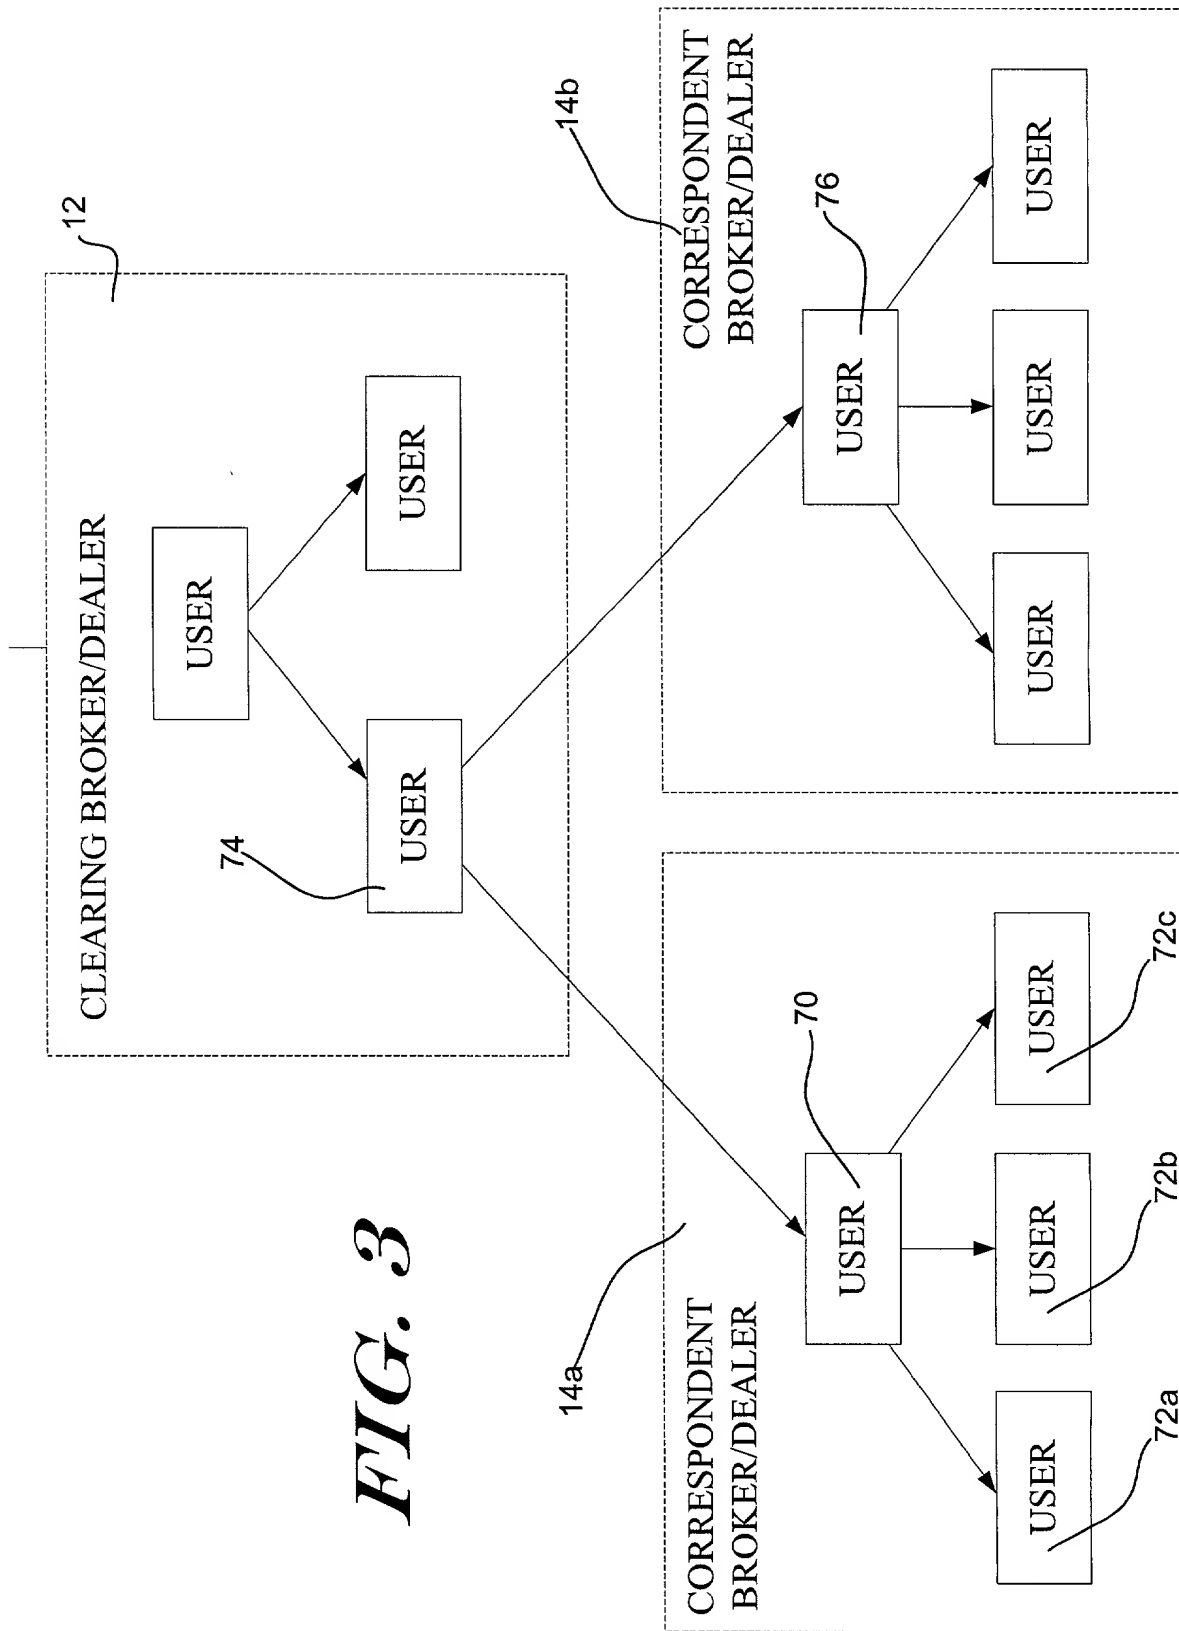 CLEARING BROKER/DEALER
12
USER
74
USER
USER
FIG. 3
14a
CORRESPONDENT
BROKER/DEALER
70
USER
USER
USER
USER
72a
72b
72c
14b
CORRESPONDENT
BROKER/DEALER
76
USER
USER
USER
USER